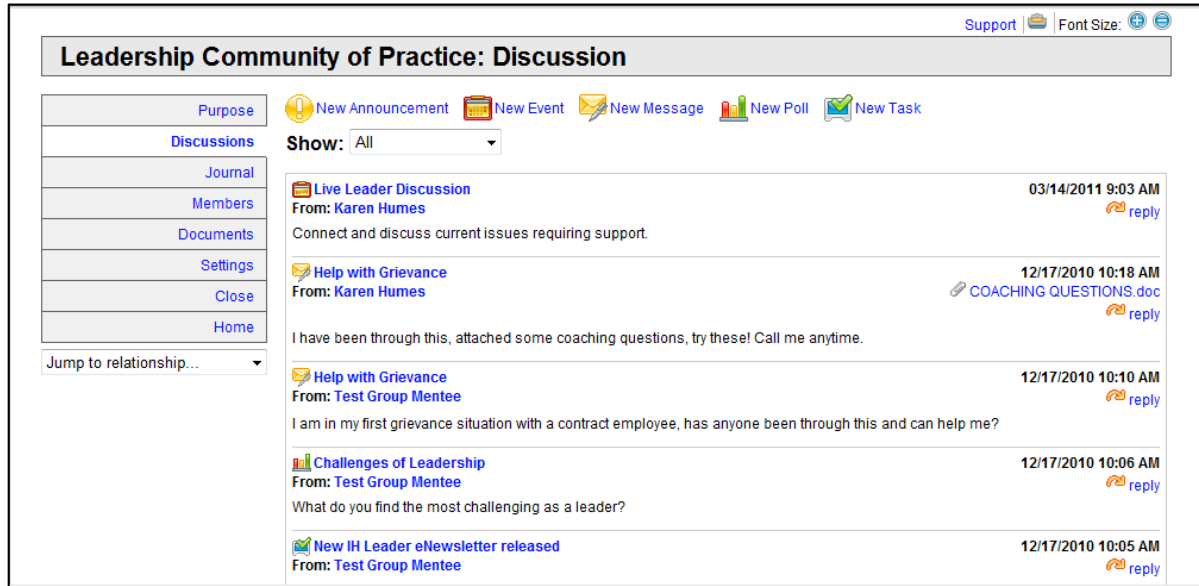 Support Font Size:
Leadership Community of Practice: Discussion
Purpose
Discussions
Journal
Members
Documents
Settings
Close
Home
Jump to relationship...
New Announcement New Event New Message New Poll New Task
Show: All
Live Leader Discussion 03/14/2011 9:03 AM
From: Karen Humes reply
Connect and discuss current issues requiring support.
Help with Grievance 12/17/2010 10:18 AM
From: Karen Humes COACHING QUESTIONS.doc
reply
I have been through this, attached some coaching questions, try these! Call me anytime.
Help with Grievance 12/17/2010 10:10 AM
From: Test Group Mentee reply
I am in my first grievance situation with a contract employee, has anyone been through this and can help me?
Challenges of Leadership 12/17/2010 10:06 AM
From: Test Group Mentee reply
What do you find the most challenging as a leader?
New IH Leader eNewsletter released 12/17/2010 10:05 AM
From: Test Group Mentee reply